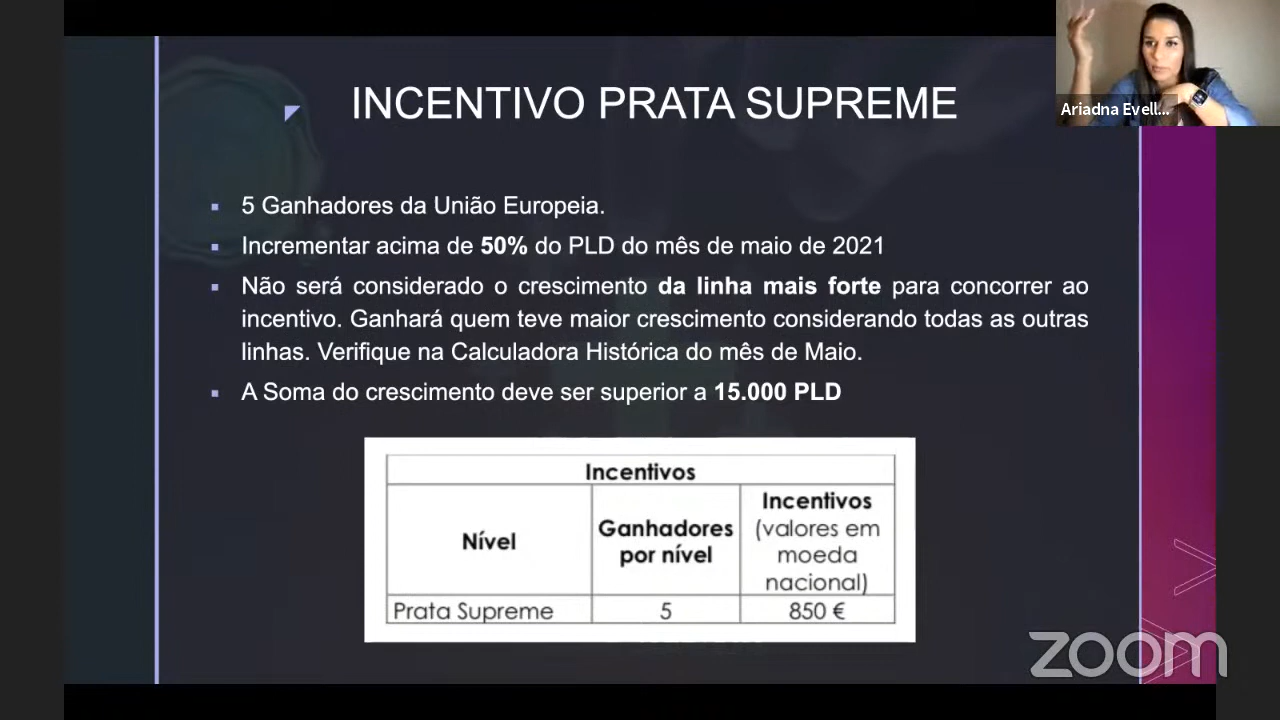 INCENTIVO PRATA SUPREME
Ariadna Evell...
▪ 5 Ganhadores da União Europeia.
▪ Incrementar acima de 50% do PLD do mês de maio de 2021
▪ Não será considerado o crescimento da linha mais forte para concorrer ao
incentivo. Ganhará quem teve maior crescimento considerando todas as outras
linhas. Verifique na Calculadora Histórica do mês de Maio.
▪ A Soma do crescimento deve ser superior a 15.000 PLD
Incentivos
Nível
Ganhadores
por nível
Incentivos
(valores em
moeda
nacional)
Prata Supreme 5 850 €
zoom